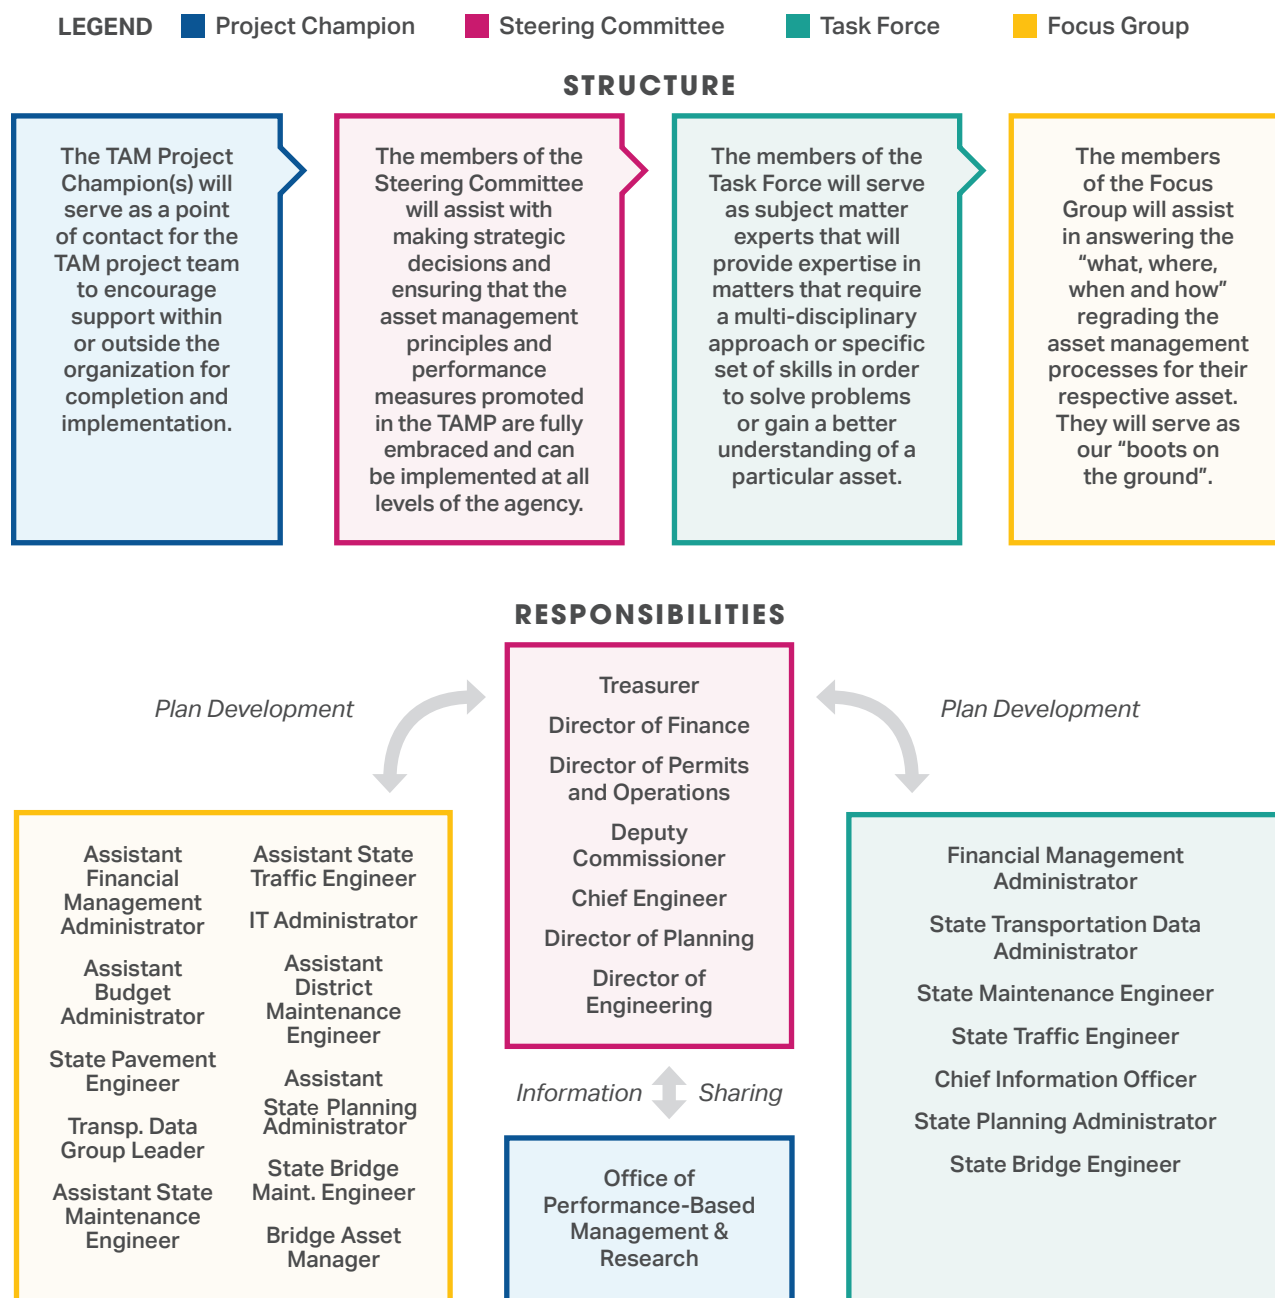 LEGEND Project Champion Steering Committee Task Force Focus Group
STRUCTURE
The TAM Project
Champion(s) will
serve as a point
of contact for the
TAM project team
to encourage
support within
or outside the
organization for
completion and
implementation.
The members of the
Steering Committee
will assist with
making strategic
decisions and
ensuring that the
asset management
principles and
performance
measures promoted
in the TAMP are fully
embraced and can
be implemented at all
levels of the agency.
The members of the
Task Force will serve
as subject matter
experts that will
provide expertise in
matters that require
a multi-disciplinary
approach or specific
set of skills in order
to solve problems
or gain a better
understanding of a
particular asset.
The members
of the Focus
Group will assist
in answering the
“what, where,
when and how”
regrading the
asset management
processes for their
respective asset.
They will serve as
our “boots on
the ground”.
RESPONSIBILITIES
Plan Development
Treasurer
Director of Finance
Director of Permits
and Operations
Deputy
Commissioner
Chief Engineer
Director of Planning
Director of
Engineering
Plan Development
Assistant
Financial
Management
Administrator
Assistant
Budget
Administrator
State Pavement
Engineer
Transp. Data
Group Leader
Assistant State
Maintenance
Engineer
Assistant State
Traffic Engineer
IT Administrator
Assistant
District
Maintenance
Engineer
Assistant
State Planning
Administrator
State Bridge
Maint. Engineer
Bridge Asset
Manager
Information Sharing
Office of
Performance-Based
Management &
Research
Financial Management
Administrator
State Transportation Data
Administrator
State Maintenance Engineer
State Traffic Engineer
Chief Information Officer
State Planning Administrator
State Bridge Engineer